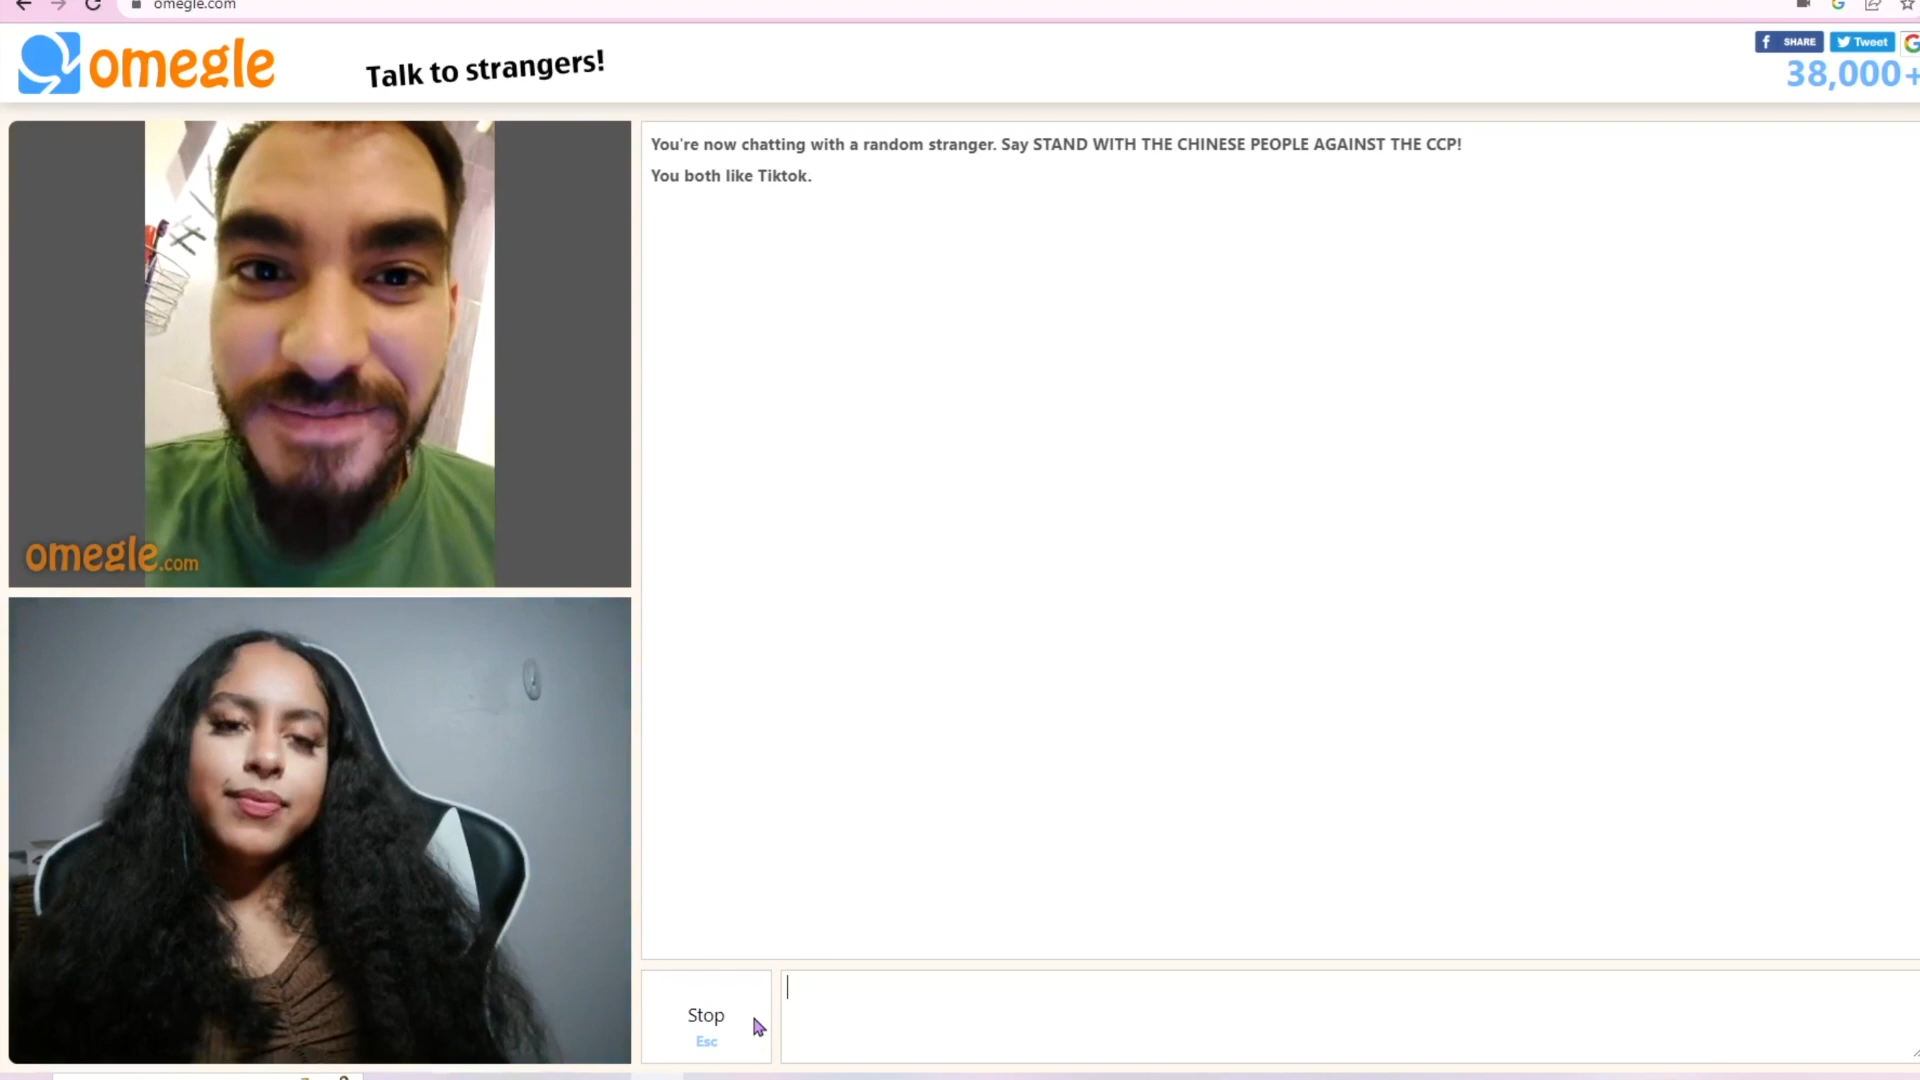 omegle.com
omegle
Talk to strangers!
SHARE
Tweet
38,000+
You're now chatting with a random stranger. Say STAND WITH THE CHINESE PEOPLE AGAINST THE CCP!
You both like Tiktok.
omegle.com
Stop
Esc